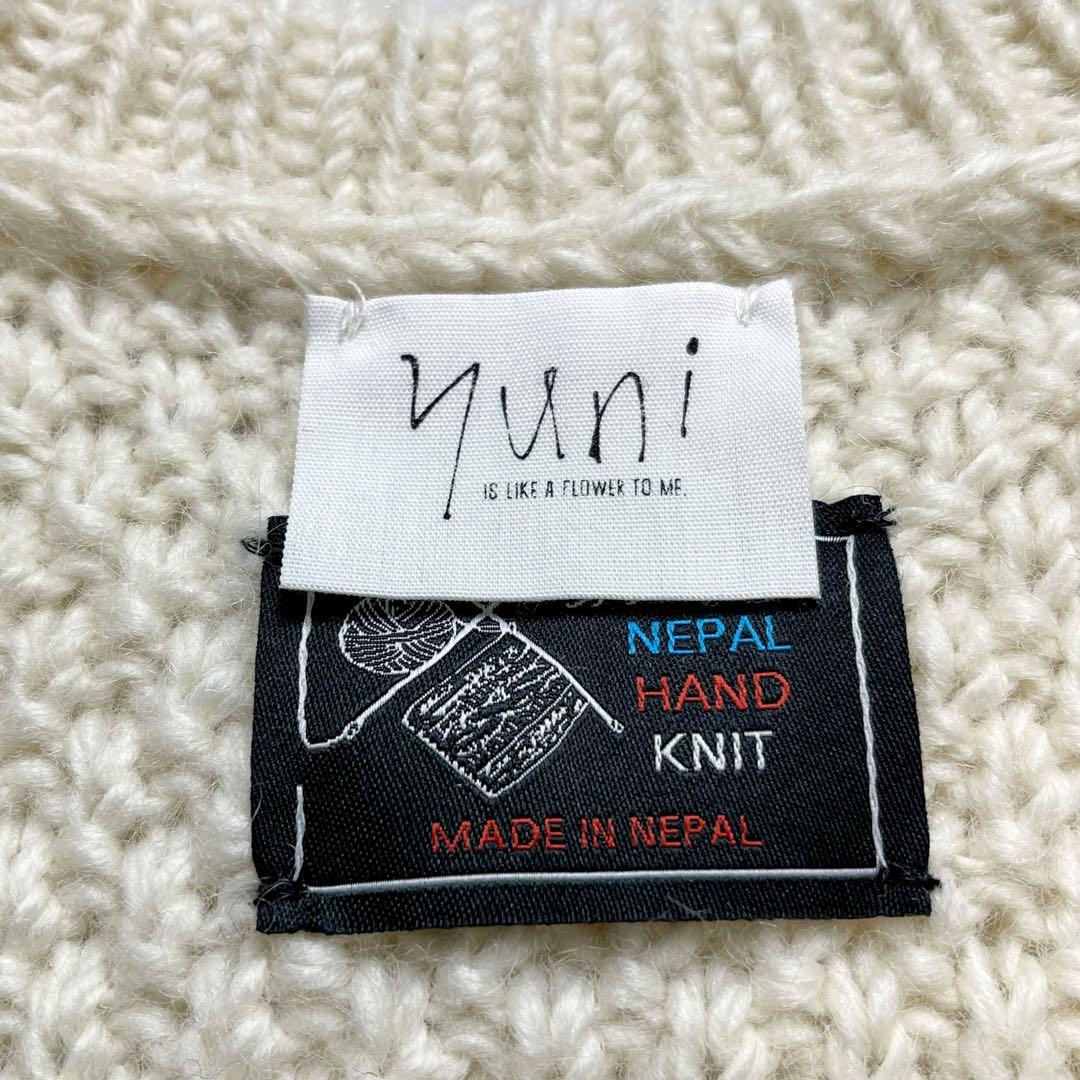 yuni
IS LIKE A FLOWER TO ME.
NEPAL
HAND
KNIT
MADE IN NEPAL